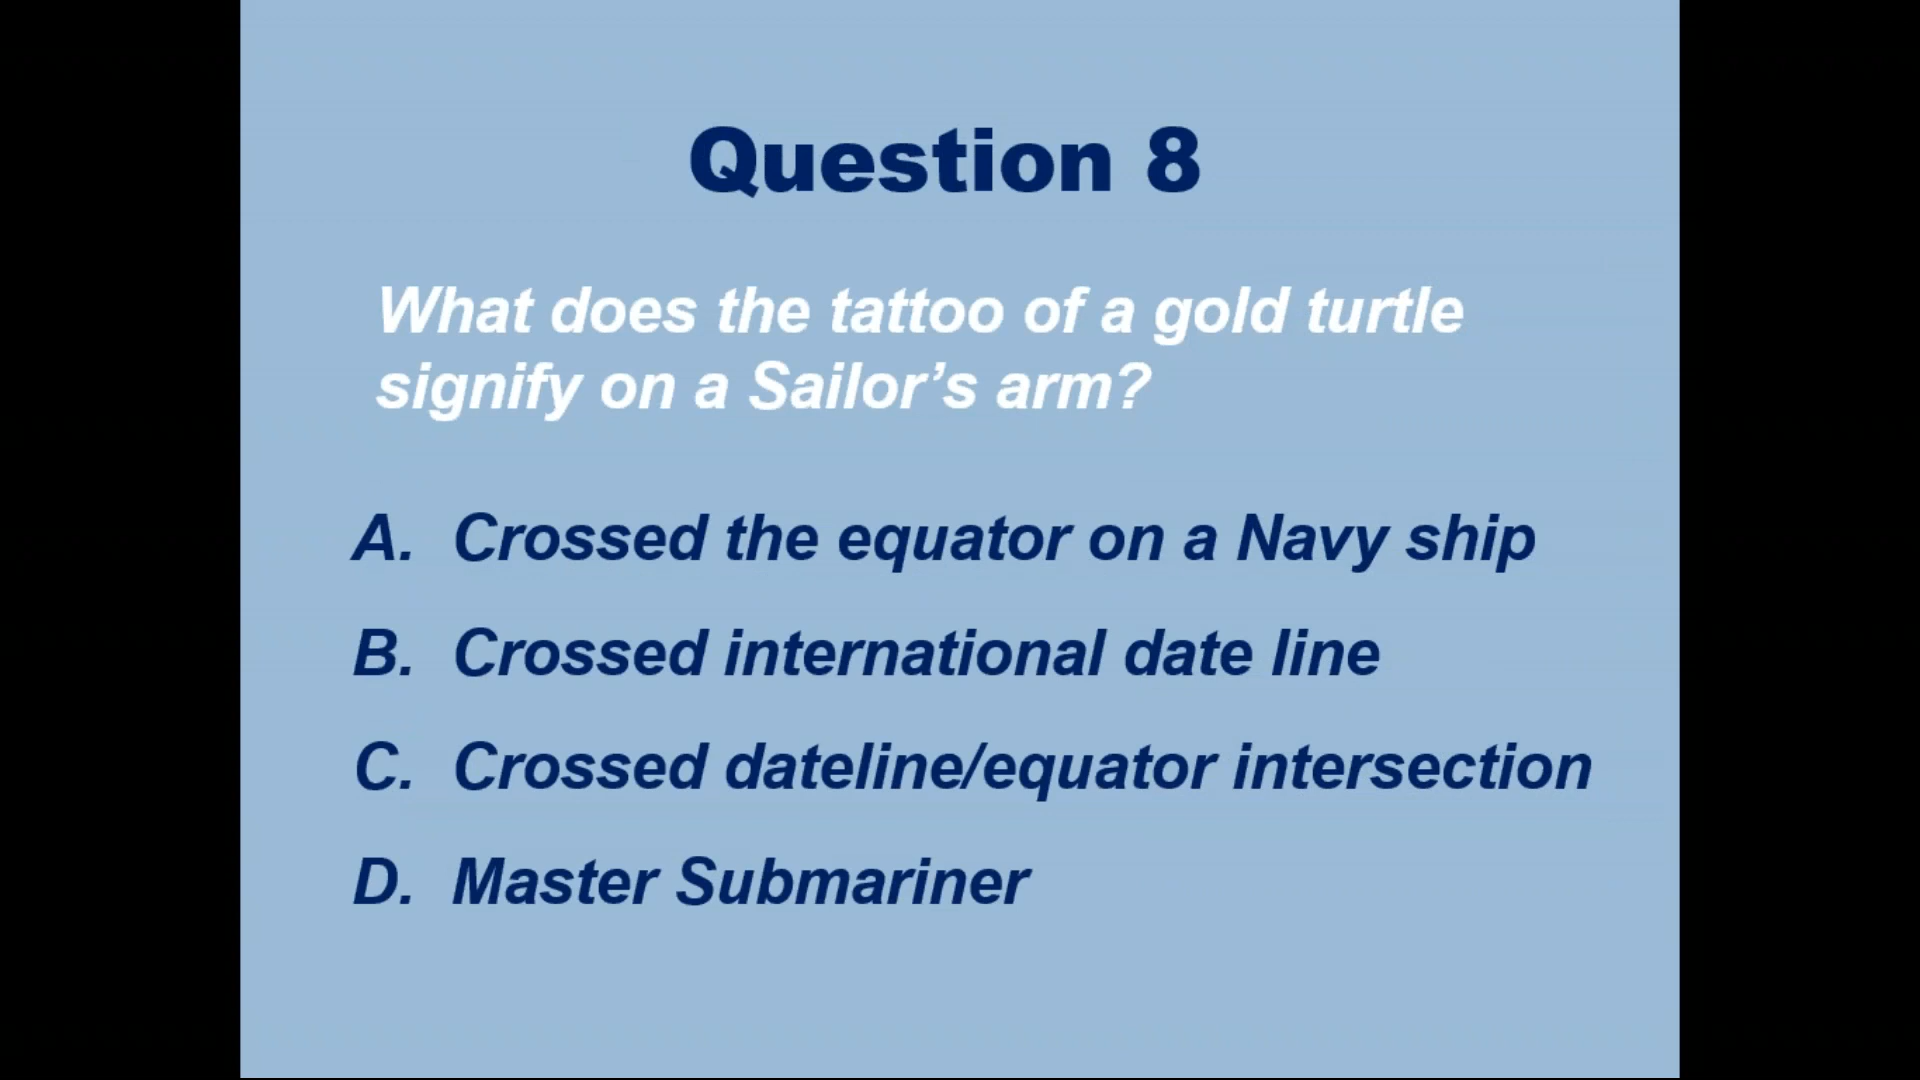 Question 8
What does the tattoo of a gold turtle
signify on a Sailor’s arm?
A. Crossed the equator on a Navy ship
B. Crossed international date line
C. Crossed dateline/equator intersection
D. Master Submariner